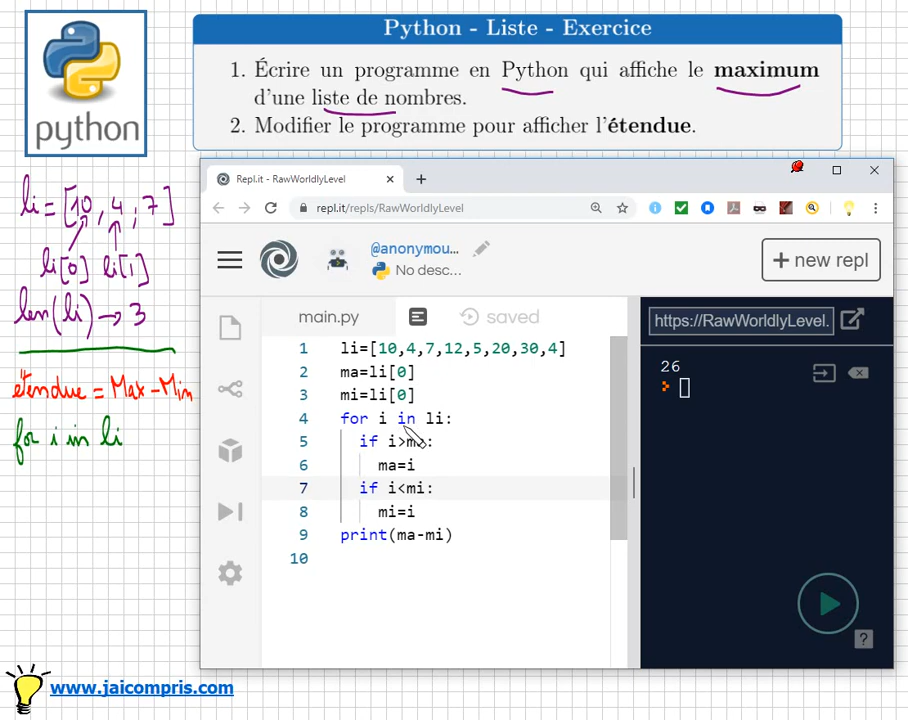 Python - Liste - Exercice
1. Écrire un programme en Python qui affiche le maximum
d'une liste de nombres.
2. Modifier le programme pour afficher l'étendue.
python
li = [10, 4, 7]
li[0] li[1]
len(li) → 3
étendue = Max - Min
for i in li
Repl.it - RawWorldlyLevel
repl.it/repls/RawWorldlyLevel
@anonymou...
No desc...
+ new repl
main.py
saved
https://RawWorldlyLevel.
1 li=[10,4,7,12,5,20,30,4]
2 ma=li[0]
3 mi=li[0]
4 for i in li:
5 if i>ma:
6 ma=i
7 if i<mi:
8 mi=i
9 print(ma-mi)
10
26
www.jaicompris.com